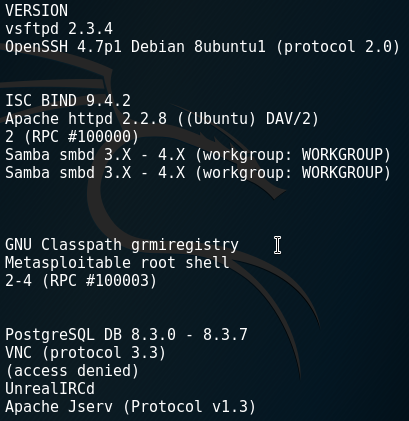 VERSION
vsftpd 2.3.4
OpenSSH 4.7p1 Debian 8ubuntu1 (protocol 2.0)
ISC BIND 9.4.2
Apache httpd 2.2.8 ((Ubuntu) DAV/2)
2 (RPC #100000)
Samba smbd 3.X - 4.X (workgroup: WORKGROUP)
Samba smbd 3.X - 4.X (workgroup: WORKGROUP)
GNU Classpath grmiregistry
Metasploitable root shell
2-4 (RPC #100003)
PostgreSQL DB 8.3.0 - 8.3.7
VNC (protocol 3.3)
(access denied)
UnrealIRCd
Apache Jserv (Protocol v1.3)